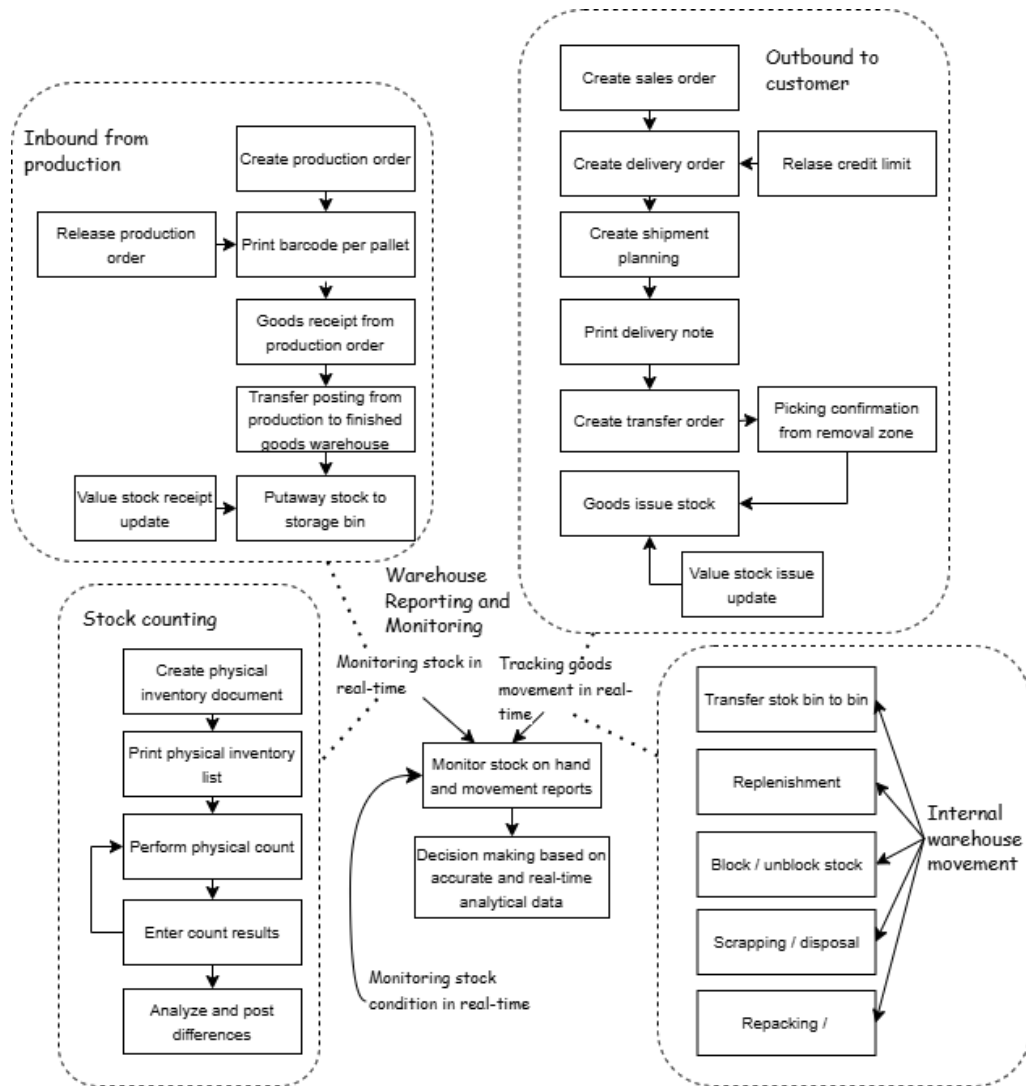 Inbound from
production
Create production order
Release production
order
Print barcode per pallet
Goods receipt from
production order
Transfer posting from
production to finished
goods warehouse
Value stock receipt
update
Putaway stock to
storage bin
Outbound to
customer
Create sales order
Create delivery order
Relase credit limit
Create shipment
planning
Print delivery note
Create transfer order
Picking confirmation
from removal zone
Goods issue stock
Value stock issue
update
Warehouse
Reporting and
Monitoring
Monitoring stock in
real-time
Tracking goods
movement in real-
time
Monitor stock on hand
and movement reports
Decision making based on
accurate and real-time
analytical data
Monitoring stock
condition in real-time
Stock counting
Create physical
inventory document
Print physical inventory
list
Perform physical count
Enter count results
Analyze and post
differences
Transfer stok bin to bin
Replenishment
Block / unblock stock
Scrapping / disposal
Repacking /
Internal
warehouse
movement